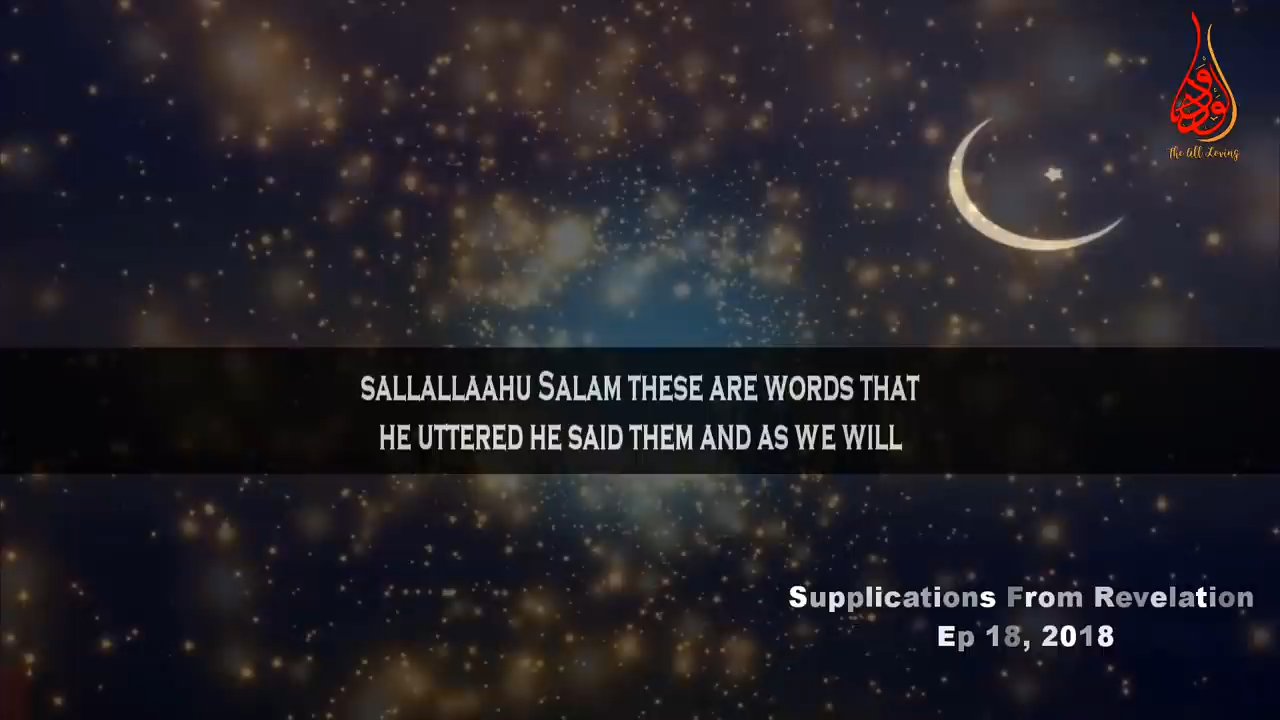 The All Loving
sallallaahu Salam these are words that
he uttered he said them and as we will
Supplications From Revelation
Ep 18, 2018